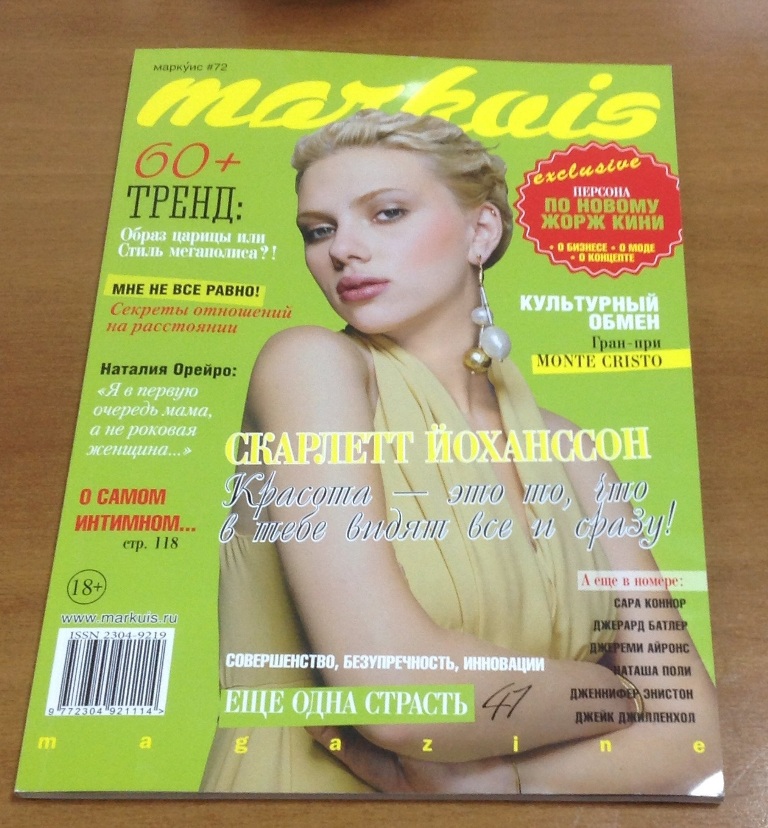 маркуис #72
markuis
60+
ТРЕНД:
Образ царицы или
Стиль мегаполиса?!
МНЕ НЕ ВСЕ РАВНО!
Секреты отношений
на расстоянии
Наталия Орейро:
«Я в первую
очередь мама,
а не роковая
женщина...»
О САМОМ
ИНТИМНОМ...
стр. 118
18+
www.markuis.ru
ISSN 2304-9219
9 772304 921114 >
exclusive
ПЕРСОНА
ПО НОВОМУ
ЖОРЖ КИНИ
• О БИЗНЕСЕ • О МОДЕ
• О КОНЦЕПТЕ
КУЛЬТУРНЫЙ
ОБМЕН
Гран-при
MONTE CRISTO
СКАРЛЕТТ ЙОХАНССОН
Красота — это то, что
в тебе видят все и сразу!
А еще в номере:
САРА КОННОР
ДЖЕРАРД БАТЛЕР
ДЖЕРЕМИ АЙРОНС
НАТАША ПОЛИ
ДЖЕННИФЕР ЭНИСТОН
ДЖЕЙК ДЖИЛЛЕНХОЛ
СОВЕРШЕНСТВО, БЕЗУПРЕЧНОСТЬ, ИННОВАЦИИ
ЕЩЕ ОДНА СТРАСТЬ 47
magazine